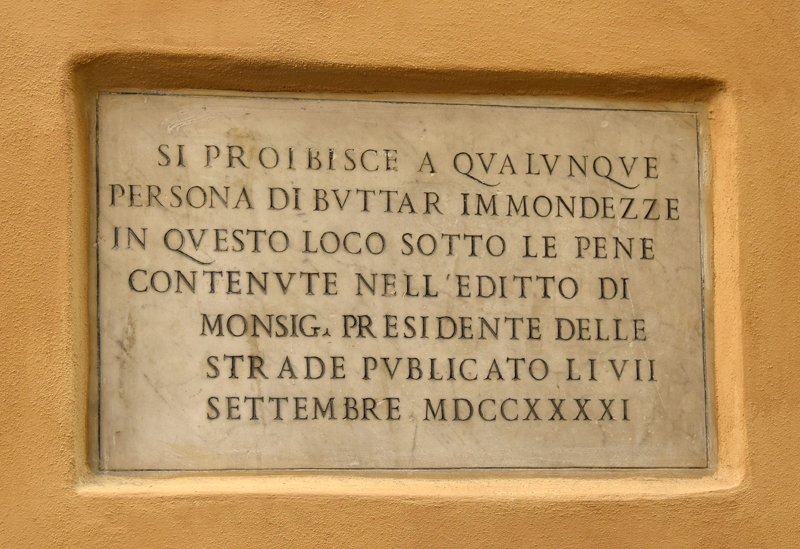 SI PROIBISCE A QVALVNQVE
PERSONA DI BVTTAR IMMONDEZZE
IN QVESTO LOCO SOTTO LE PENE
CONTENVTE NELL'EDITTO DI
MONSIG. PRESIDENTE DELLE
STRADE PVBLICATO LI VII
SETTEMBRE MDCCXXXXI